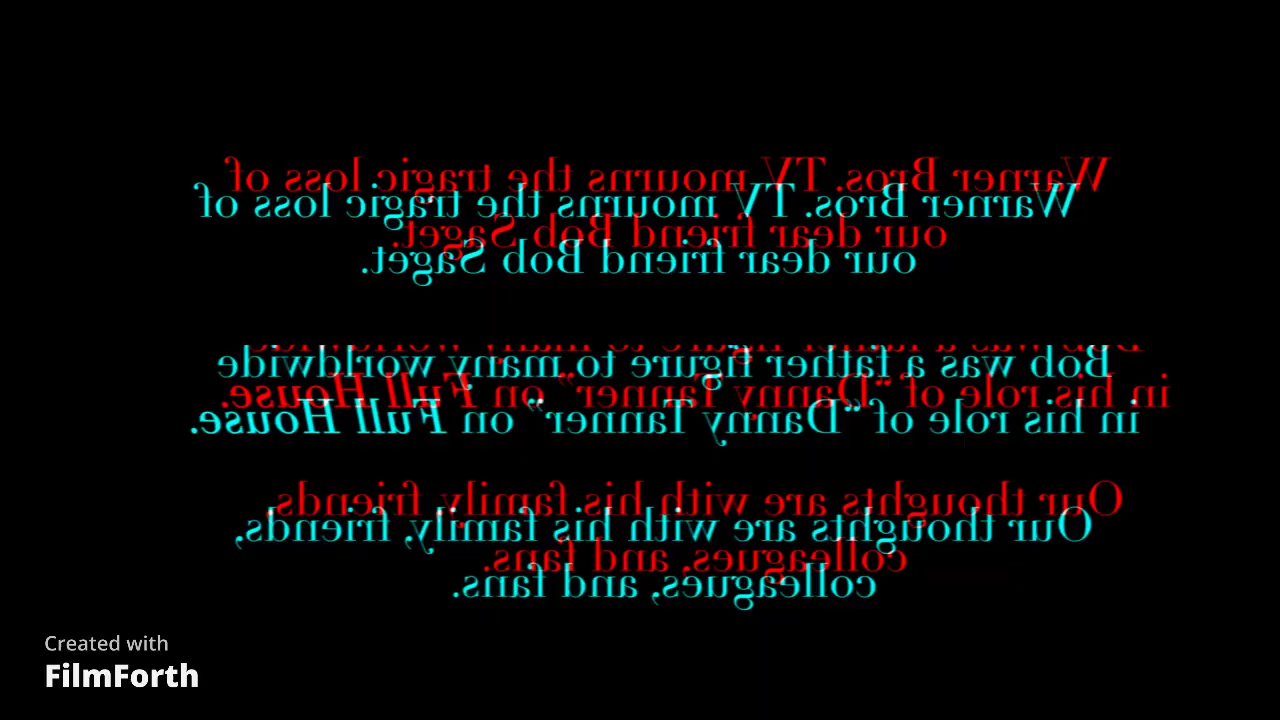 Warner Bros. TV mourns the tragic loss of
our dear friend Bob Saget.
Bob was a father figure to many worldwide
in his role of “Danny Tanner” on Full House.
Our thoughts are with his family, friends,
colleagues, and fans.
Created with
FilmForth